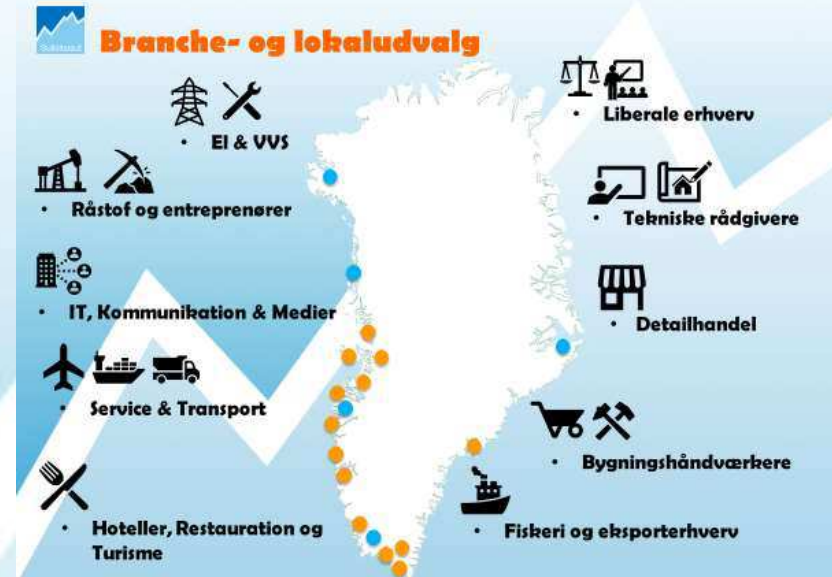 Branche- og lokaludvalg
• El & VVS
• Råstof og entreprenører
• IT, Kommunikation & Medier
• Service & Transport
• Hoteller, Restauration og
Turisme
• Liberale erhverv
• Tekniske rådgivere
• Detailhandel
• Bygningshåndværkere
• Fiskeri og eksporterhverv